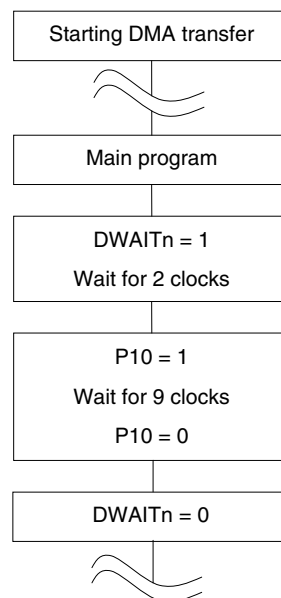 Starting DMA transfer
Main program
DWAITn = 1
Wait for 2 clocks
P10 = 1
Wait for 9 clocks
P10 = 0
DWAITn = 0